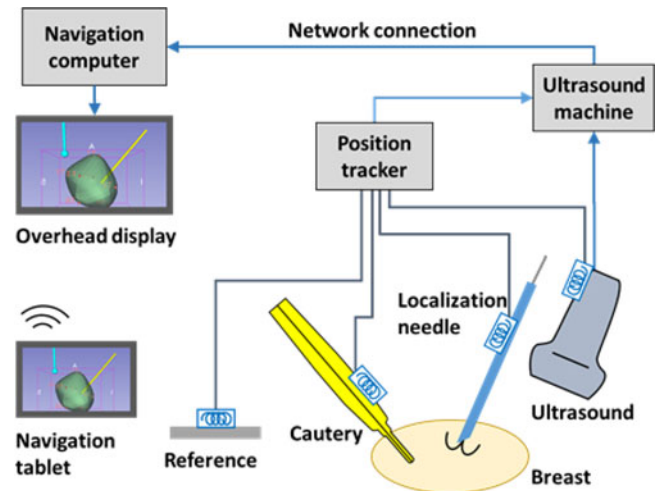 Navigation
computer
Network connection
Ultrasound
machine
Position
tracker
A
Overhead display
Localization
needle
Navigation
tablet
Reference
Cautery
Ultrasound
Breast